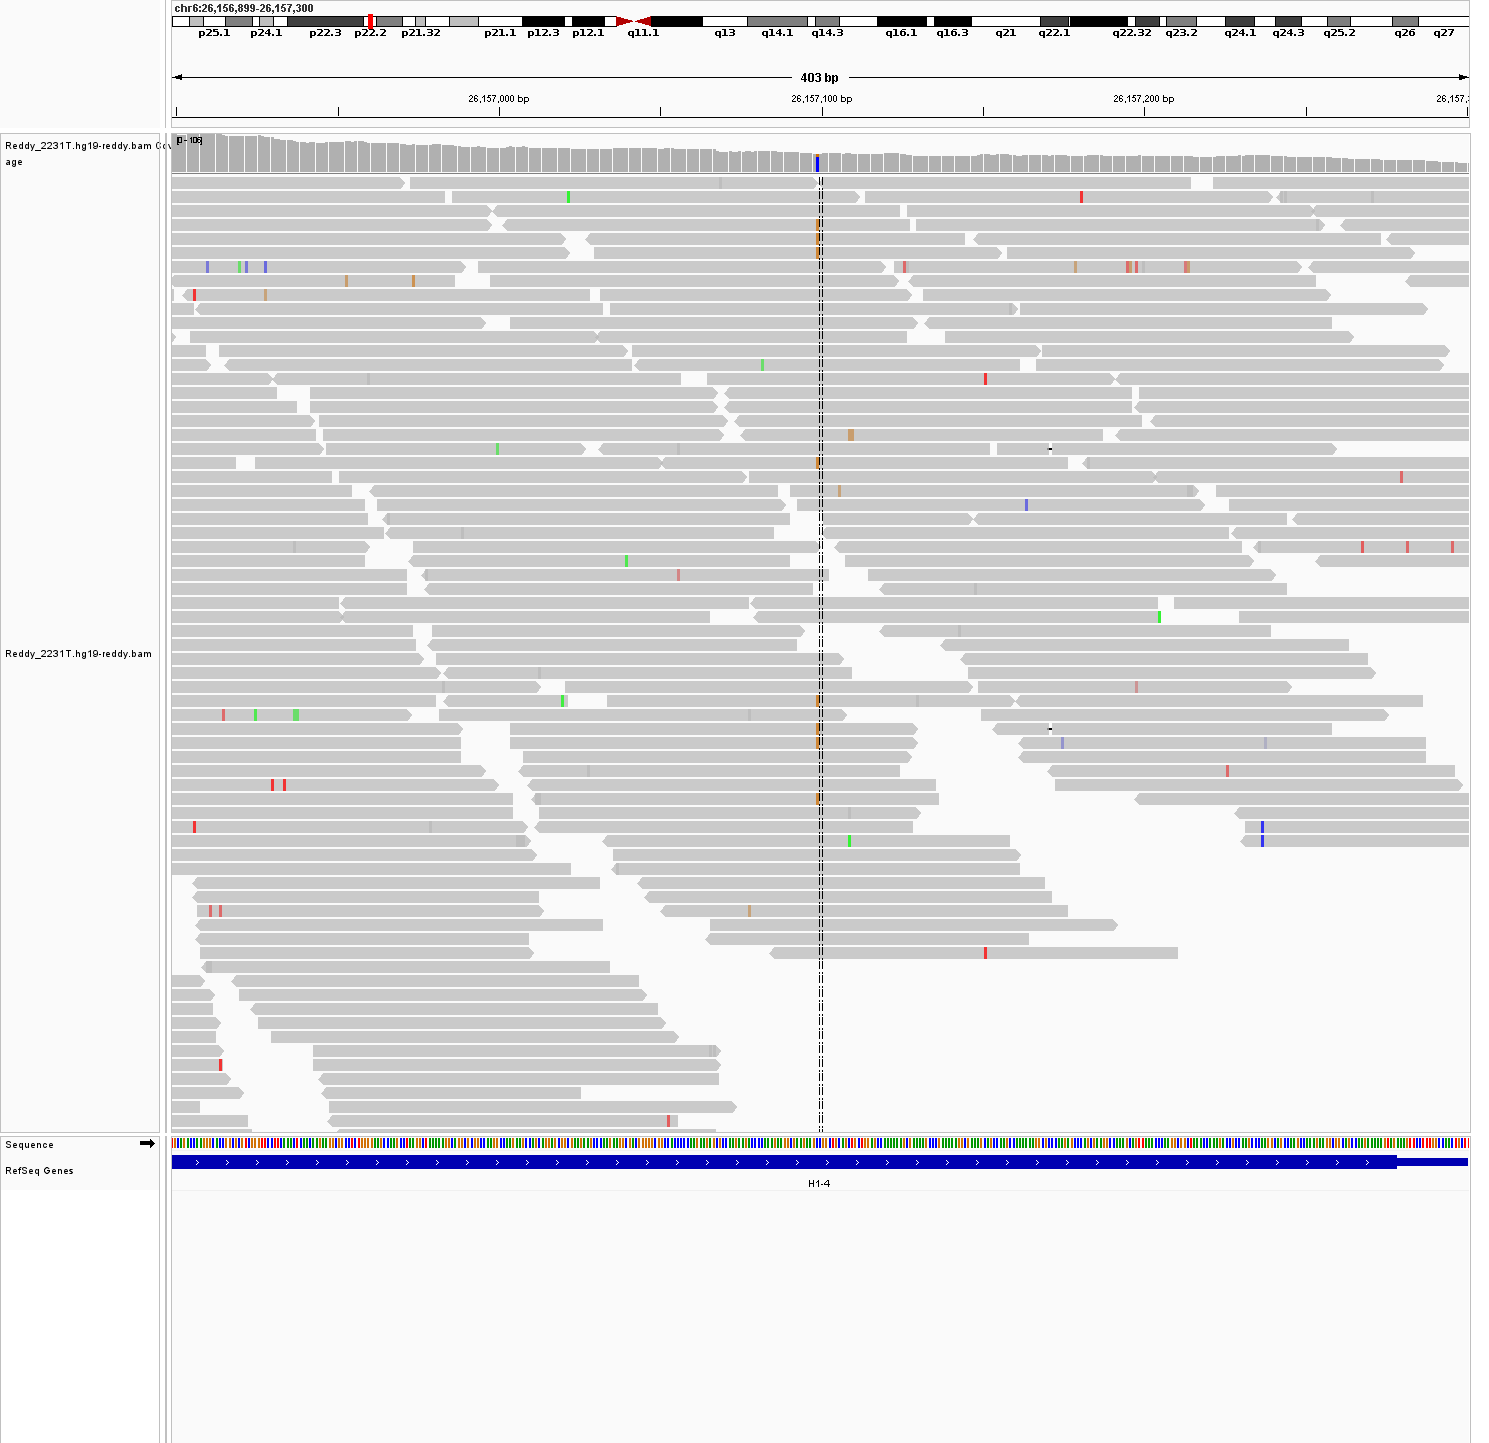 chr6:26,156,899-26,157,300
p25.1 p24.1 p22.3 p22.2 p21.32 p21.1 p12.3 p12.1 q11.1 q13 q14.1 q14.3 q16.1 q16.3 q21 q22.1 q22.32 q23.2 q24.1 q24.3 q25.2 q26 q27
403 bp
26,157,000 bp 26,157,100 bp 26,157,200 bp 26,157,
Reddy_2231T.hg19-reddy.bam Cov
age
[0 - 106]
Reddy_2231T.hg19-reddy.bam
Sequence
RefSeq Genes
H1-4